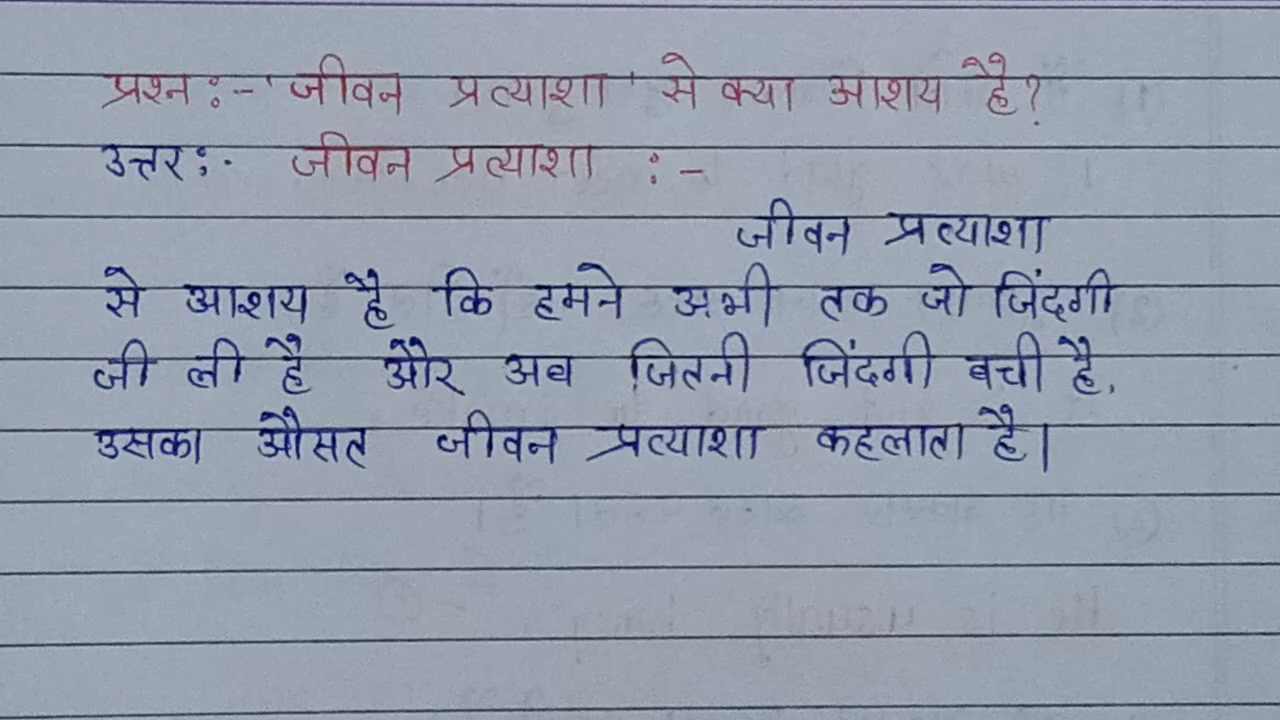 प्रश्न :- 'जीवन प्रत्याशा' से क्या आशय है?
उत्तर :- जीवन प्रत्याशा :-
जीवन प्रत्याशा
से आशय है कि हमने अभी तक जो जिंदगी
जी ली है और अब जितनी जिंदगी बची है,
उसका औसत जीवन प्रत्याशा कहलाता है।